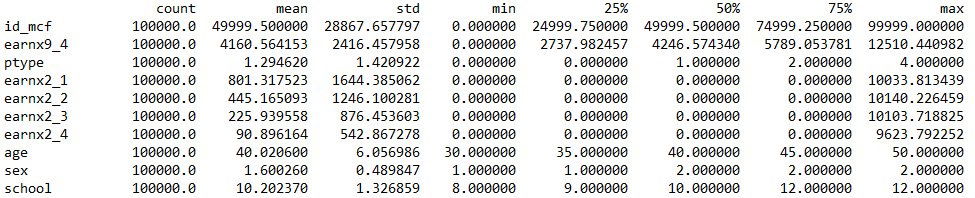 count mean std min 25% 50% 75% max
id_mcf 100000.0 49999.500000 28867.657797 0.000000 24999.750000 49999.500000 74999.250000 99999.000000
earnx9_4 100000.0 4160.564153 2416.457958 0.000000 2737.982457 4246.574340 5789.053781 12510.440982
ptype 100000.0 1.294620 1.420922 0.000000 0.000000 1.000000 2.000000 4.000000
earnx2_1 100000.0 801.317523 1644.385062 0.000000 0.000000 0.000000 0.000000 10033.813439
earnx2_2 100000.0 445.165093 1246.100281 0.000000 0.000000 0.000000 0.000000 10140.226459
earnx2_3 100000.0 225.939558 876.453603 0.000000 0.000000 0.000000 0.000000 10103.718825
earnx2_4 100000.0 90.896164 542.867278 0.000000 0.000000 0.000000 0.000000 9623.792252
age 100000.0 40.020600 6.056986 30.000000 35.000000 40.000000 45.000000 50.000000
sex 100000.0 1.600260 0.489847 1.000000 1.000000 2.000000 2.000000 2.000000
school 100000.0 10.202370 1.326859 8.000000 9.000000 10.000000 12.000000 12.000000